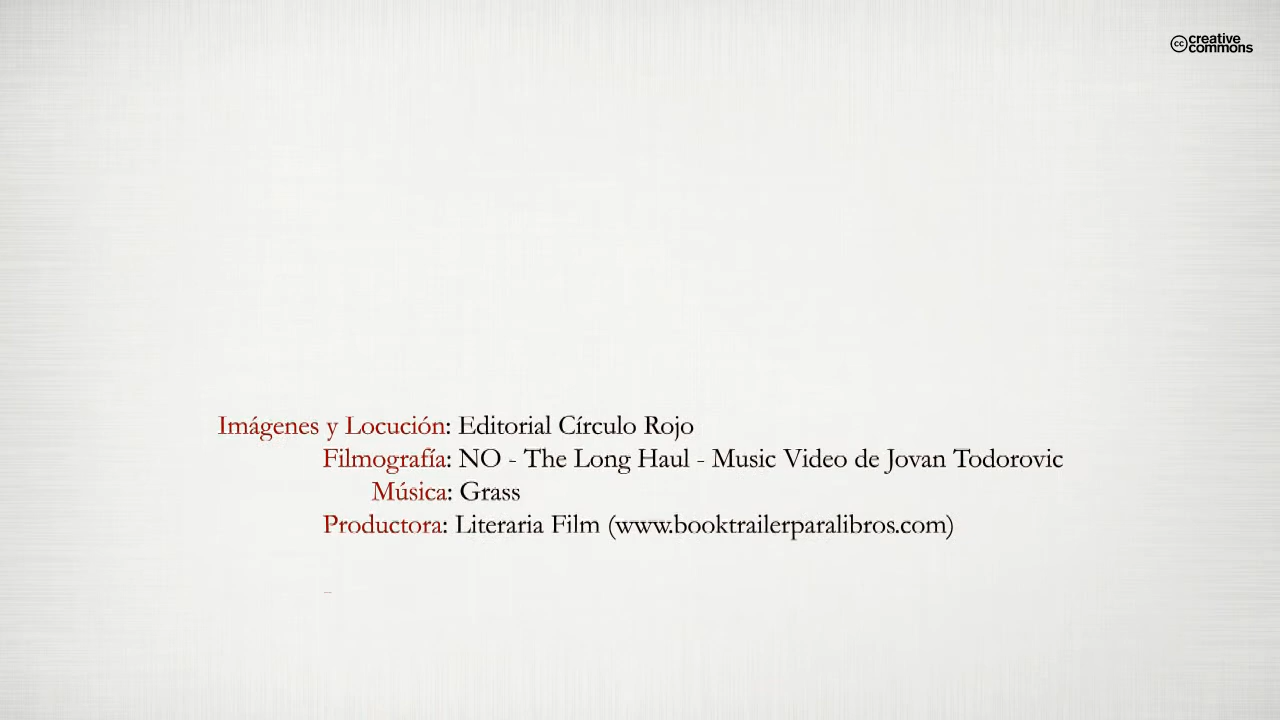 cc creative
commons
Imágenes y Locución: Editorial Círculo Rojo
Filmografía: NO - The Long Haul - Music Video de Jovan Todorovic
Música: Grass
Productora: Literaria Film (www.booktrailerparalibros.com)